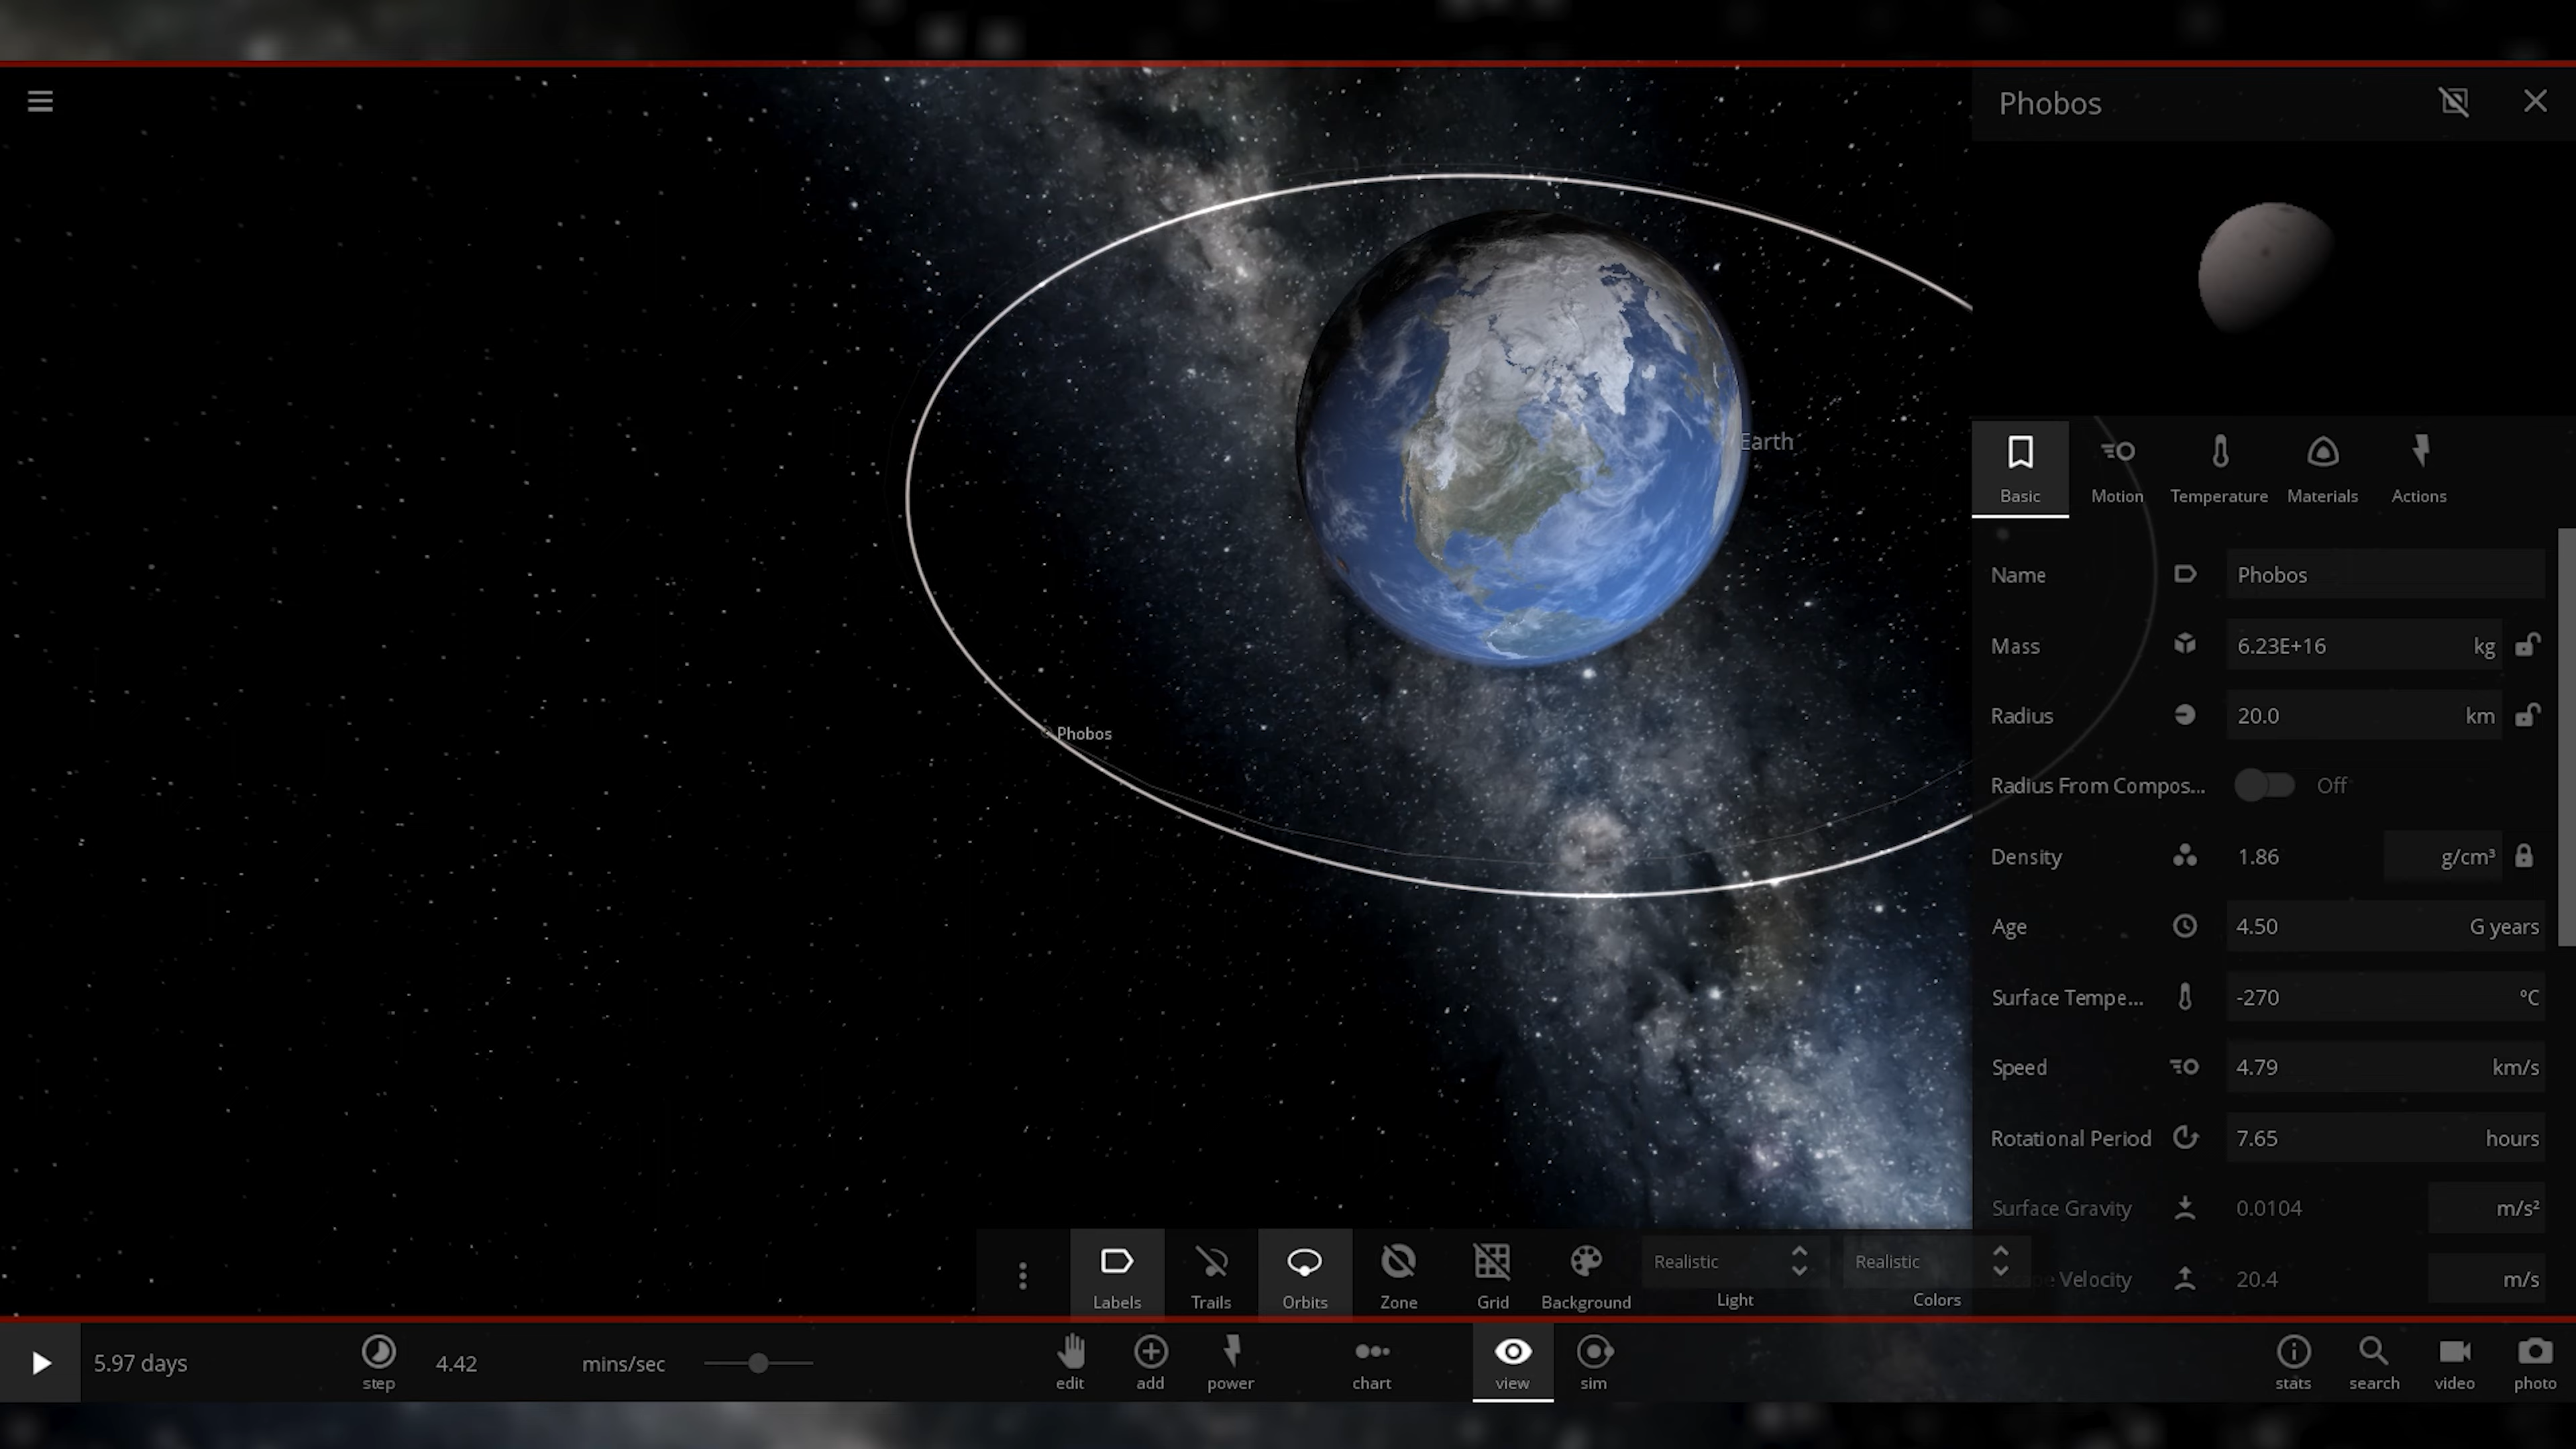 Phobos
Earth
Phobos
Basic
Motion
Temperature
Materials
Actions
Name
Phobos
Mass
6.23E+16
kg
Radius
20.0
km
Radius From Compos...
Off
Density
1.86
g/cm³
Age
4.50
G years
Surface Tempe...
-270
°C
Speed
4.79
km/s
Rotational Period
7.65
hours
Surface Gravity
0.0104
m/s²
Velocity
20.4
m/s
Labels
Trails
Orbits
Zone
Grid
Background
Realistic
Light
Realistic
Colors
5.97 days
step
4.42
mins/sec
edit
add
power
chart
view
sim
stats
search
video
photo